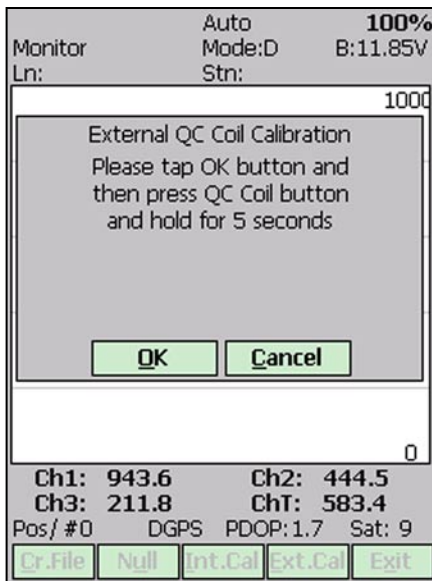 Auto 100%
Monitor Mode:D B:11.85V
Ln: Stn:
1000
External QC Coil Calibration
Please tap OK button and
then press QC Coil button
and hold for 5 seconds
OK Cancel
0
Ch1: 943.6 Ch2: 444.5
Ch3: 211.8 ChT: 583.4
Pos/#0 DGPS PDOP:1.7 Sat: 9
Cr.File Null Int.Cal Ext.Cal Exit